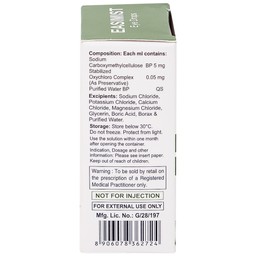 EASIMIST
Eye Drops
Composition: Each ml contains:
Sodium
Carboxymethylcellulose BP 5 mg
Stabilized
Oxychloro Complex 0.05 mg
(As Preservative)
Purified Water BP QS
Excipients: Sodium Chloride,
Potassium Chloride, Calcium
Chloride, Magnesium Chloride,
Glycerin, Boric Acid, Borax &
Purified Water.
Storage: Store below 30°C
Do not freeze. Protect from light.
Use the solution within one month
after opening the container.
Indication, Dosage and other
information: Please see insert paper.
Keep out of reach of children.
Warning : To be sold by retail on
the prescription of a Registered
Medical Practitioner only.
NOT FOR INJECTION
FOR EXTERNAL USE ONLY
Mfg. Lic. No.: G/28/197
8 906078 362724